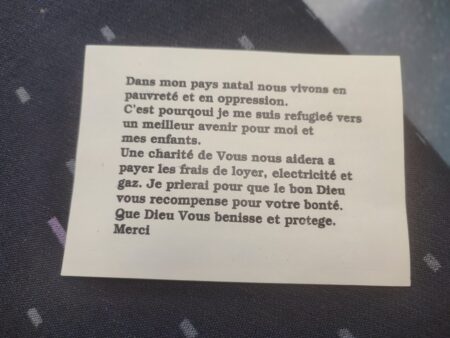 Dans mon pays natal nous vivons en
pauvreté et en oppression.
C'est pourqoui je me suis refugieé vers
un meilleur avenir pour moi et
mes enfants.
Une charité de Vous nous aidera a
payer les frais de loyer, electricité et
gaz. Je prierai pour que le bon Dieu
vous recompense pour votre bonté.
Que Dieu Vous benisse et protege.
Merci